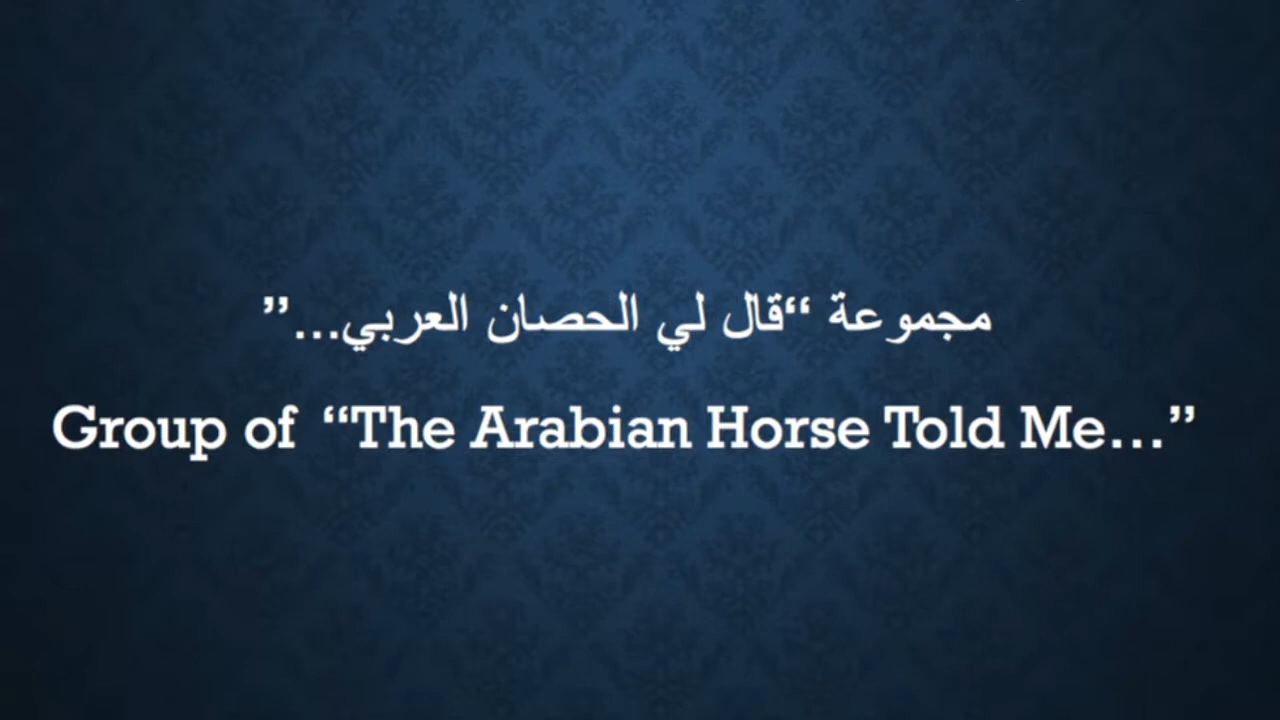 مجموعة “قال لي الحصان العربي...”
Group of “The Arabian Horse Told Me...”